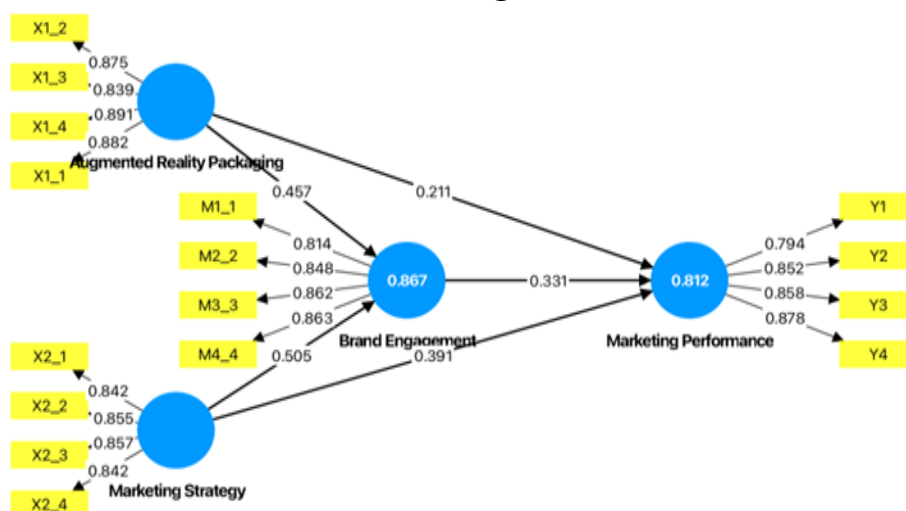 X1_2
0.875
X1_3
0.839
X1_4
0.891
0.882
X1_1
Augmented Reality Packaging
0.457
0.211
M1_1
0.814
M2_2
0.848
M3_3
0.862
0.863
M4_4
0.867
Brand Engagement
0.331
0.812
Marketing Performance
Y1
0.794
Y2
0.852
Y3
0.858
0.878
Y4
0.505
0.391
X2_1
0.842
X2_2
0.855
X2_3
0.857
0.842
X2_4
Marketing Strategy